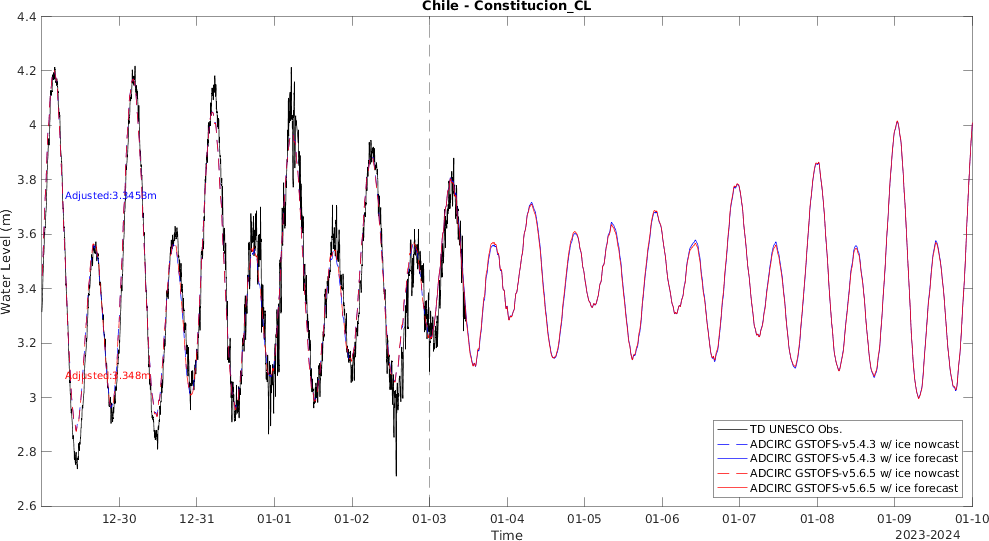 Chile - Constitucion_CL
4.4
4.2
4
3.8
3.6
3.4
3.2
3
2.8
2.6
Water Level (m)
Adjusted:3.3453m
Adjusted:3.348m
TD UNESCO Obs.
ADCIRC GSTOFS-v5.4.3 w/ ice nowcast
ADCIRC GSTOFS-v5.4.3 w/ ice forecast
ADCIRC GSTOFS-v5.6.5 w/ ice nowcast
ADCIRC GSTOFS-v5.6.5 w/ ice forecast
12-30 12-31 01-01 01-02 01-03 01-04 01-05 01-06 01-07 01-08 01-09 01-10
Time
2023-2024